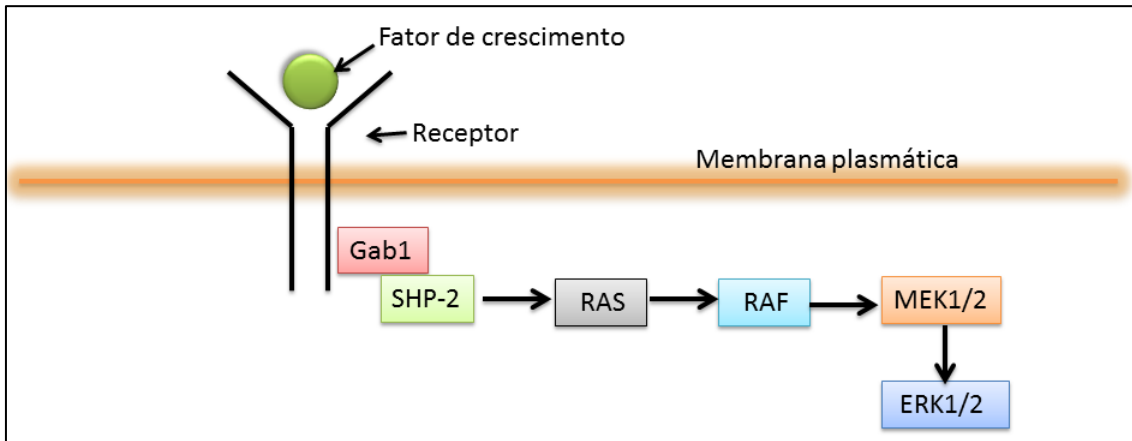 Fator de crescimento
Receptor
Membrana plasmática
Gab1
SHP-2
RAS
RAF
MEK1/2
ERK1/2